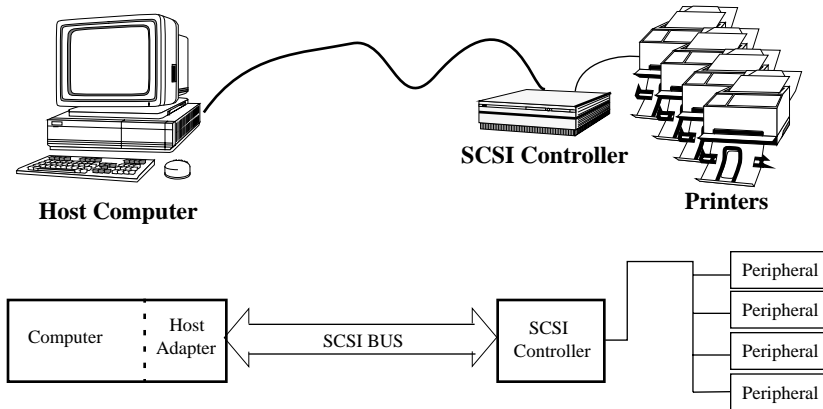 SCSI Controller
Host Computer
Printers
Computer
Host
Adapter
SCSI BUS
SCSI
Controller
Peripheral
Peripheral
Peripheral
Peripheral